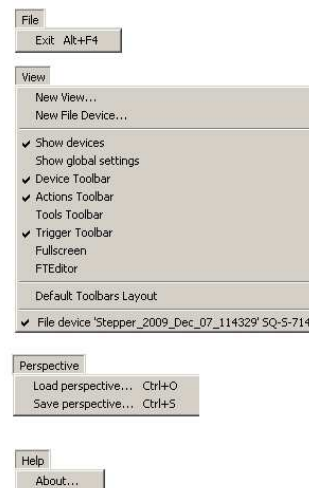 File
Exit Alt+F4
View
New View...
New File Device...
Show devices
Show global settings
Device Toolbar
Actions Toolbar
Tools Toolbar
Trigger Toolbar
Fullscreen
FTEditor
Default Toolbars Layout
File device 'Stepper_2009_Dec_07_114329' SQ-S-714
Perspective
Load perspective... Ctrl+O
Save perspective... Ctrl+S
Help
About...